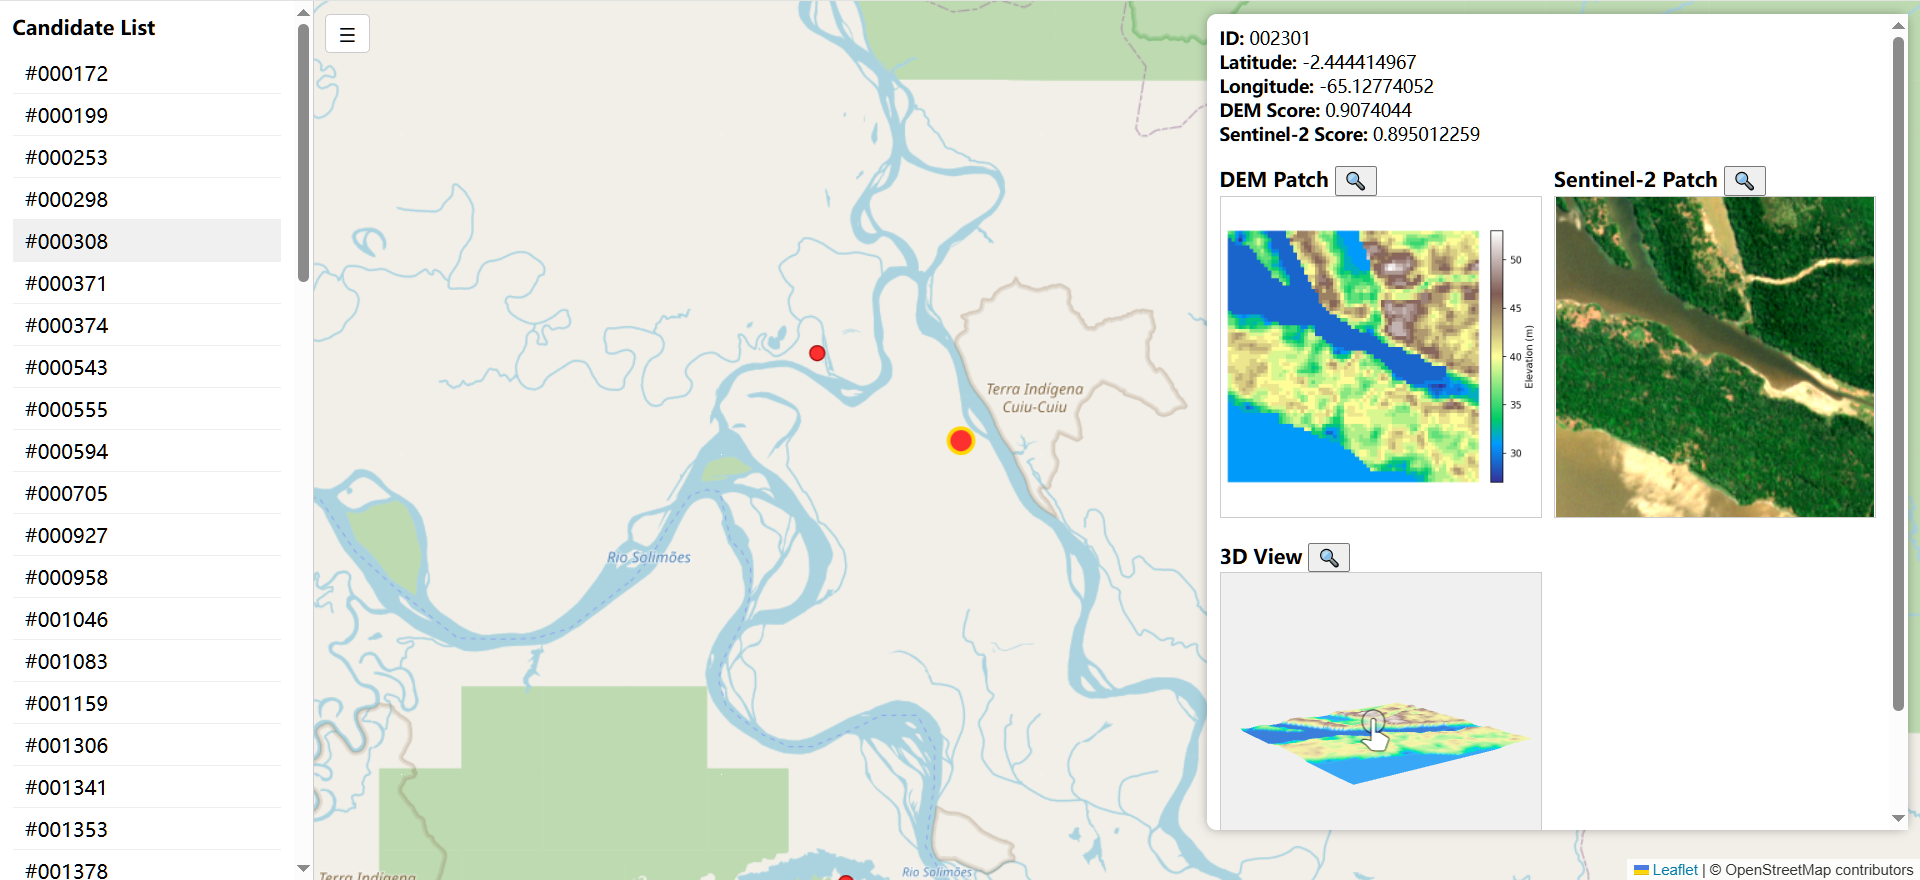 Candidate List
#000172
#000199
#000253
#000298
#000308
#000371
#000374
#000543
#000555
#000594
#000705
#000927
#000958
#001046
#001083
#001159
#001306
#001341
#001353
#001378
☰
Terra Indígena
Cuiu-Cuiu
Rio Solimões
Terra Indígena
Rio Solimões
ID: 002301
Latitude: -2.444414967
Longitude: -65.12774052
DEM Score: 0.9074044
Sentinel-2 Score: 0.895012259
DEM Patch
50
45
40
35
30
Elevation (m)
Sentinel-2 Patch
3D View
Leaflet | © OpenStreetMap contributors